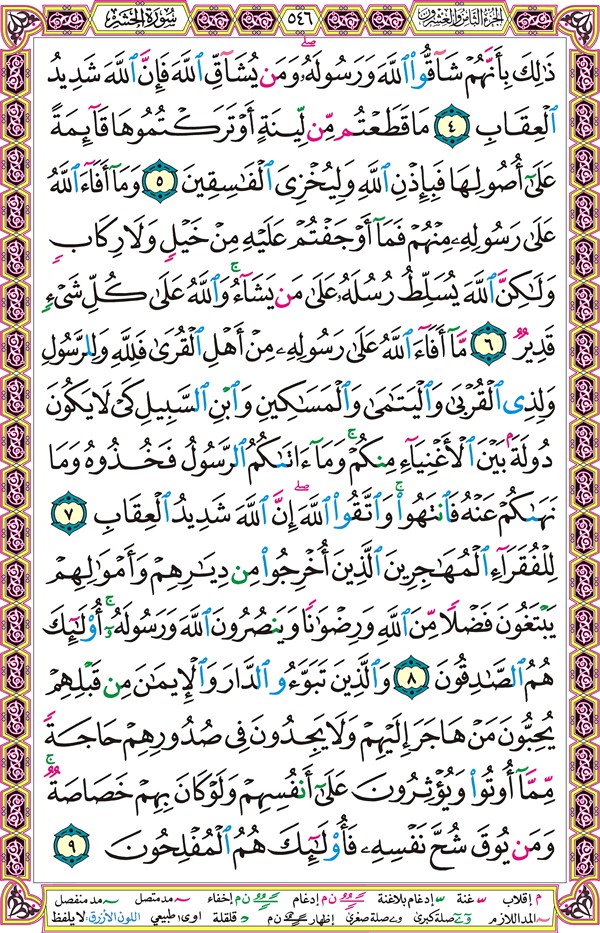 الجزء الثامن والعشرون ٥٤٦ سورة الحشر
ذَٰلِكَ بِأَنَّهُمْ شَآقُّوا۟ ٱللَّهَ وَرَسُولَهُۥ ۖ وَمَن يُشَآقِّ ٱللَّهَ فَإِنَّ ٱللَّهَ شَدِيدُ
ٱلْعِقَابِ ٤ مَا قَطَعْتُم مِّن لِّينَةٍ أَوْ تَرَكْتُمُوهَا قَآئِمَةً
عَلَىٰٓ أُصُولِهَا فَبِإِذْنِ ٱللَّهِ وَلِيُخْزِىَ ٱلْفَـٰسِقِينَ ٥ وَمَآ أَفَآءَ ٱللَّهُ
عَلَىٰ رَسُولِهِۦ مِنْهُمْ فَمَآ أَوْجَفْتُمْ عَلَيْهِ مِنْ خَيْلٍ وَلَا رِكَابٍ
وَلَـٰكِنَّ ٱللَّهَ يُسَلِّطُ رُسُلَهُۥ عَلَىٰ مَن يَشَآءُ ۚ وَٱللَّهُ عَلَىٰ كُلِّ شَىْءٍ
قَدِيرٌ ٦ مَّآ أَفَآءَ ٱللَّهُ عَلَىٰ رَسُولِهِۦ مِنْ أَهْلِ ٱلْقُرَىٰ فَلِلَّهِ وَلِلرَّسُولِ
وَلِذِى ٱلْقُرْبَىٰ وَٱلْيَتَـٰمَىٰ وَٱلْمَسَـٰكِينِ وَٱبْنِ ٱلسَّبِيلِ كَىْ لَا يَكُونَ
دُولَةًۢ بَيْنَ ٱلْأَغْنِيَآءِ مِنكُمْ ۚ وَمَآ ءَاتَىٰكُمُ ٱلرَّسُولُ فَخُذُوهُ وَمَا
نَهَىٰكُمْ عَنْهُ فَٱنتَهُوا۟ ۚ وَٱتَّقُوا۟ ٱللَّهَ ۖ إِنَّ ٱللَّهَ شَدِيدُ ٱلْعِقَابِ ٧
لِلْفُقَرَآءِ ٱلْمُهَـٰجِرِينَ ٱلَّذِينَ أُخْرِجُوا۟ مِن دِيَـٰرِهِمْ وَأَمْوَٰلِهِمْ
يَبْتَغُونَ فَضْلًا مِّنَ ٱللَّهِ وَرِضْوَٰنًا وَيَنصُرُونَ ٱللَّهَ وَرَسُولَهُۥٓ ۚ أُو۟لَـٰٓئِكَ
هُمُ ٱلصَّـٰدِقُونَ ٨ وَٱلَّذِينَ تَبَوَّءُو ٱلدَّارَ وَٱلْإِيمَـٰنَ مِن قَبْلِهِمْ
يُحِبُّونَ مَنْ هَاجَرَ إِلَيْهِمْ وَلَا يَجِدُونَ فِى صُدُورِهِمْ حَاجَةً
مِّمَّآ أُوتُوا۟ وَيُؤْثِرُونَ عَلَىٰٓ أَنفُسِهِمْ وَلَوْ كَانَ بِهِمْ خَصَاصَةٌ ۚ
وَمَن يُوقَ شُحَّ نَفْسِهِۦ فَأُو۟لَـٰٓئِكَ هُمُ ٱلْمُفْلِحُونَ ٩
م إقلاب غنة إدغام بلاغنة ن م إدغام ن م إخفاء مد متصل مد منفصل
المد اللازم صلة كبرى صلة صغرى إظهار ن م قلقلة اوى: طبيعي اللون الأزرق: لا يلفظ